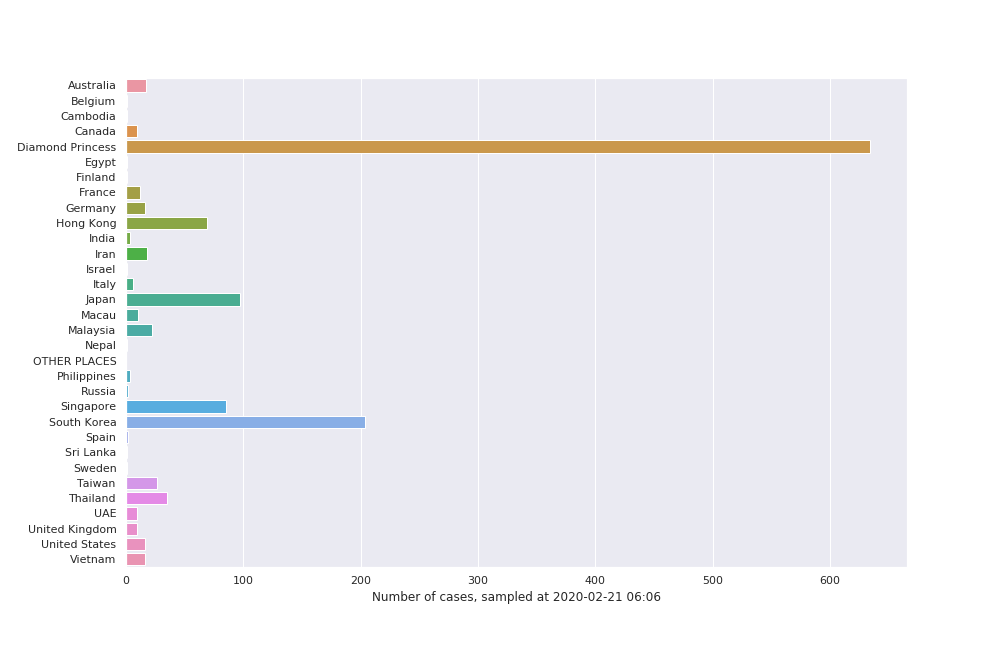 Australia
Belgium
Cambodia
Canada
Diamond Princess
Egypt
Finland
France
Germany
Hong Kong
India
Iran
Israel
Italy
Japan
Macau
Malaysia
Nepal
OTHER PLACES
Philippines
Russia
Singapore
South Korea
Spain
Sri Lanka
Sweden
Taiwan
Thailand
UAE
United Kingdom
United States
Vietnam
0 100 200 300 400 500 600
Number of cases, sampled at 2020-02-21 06:06